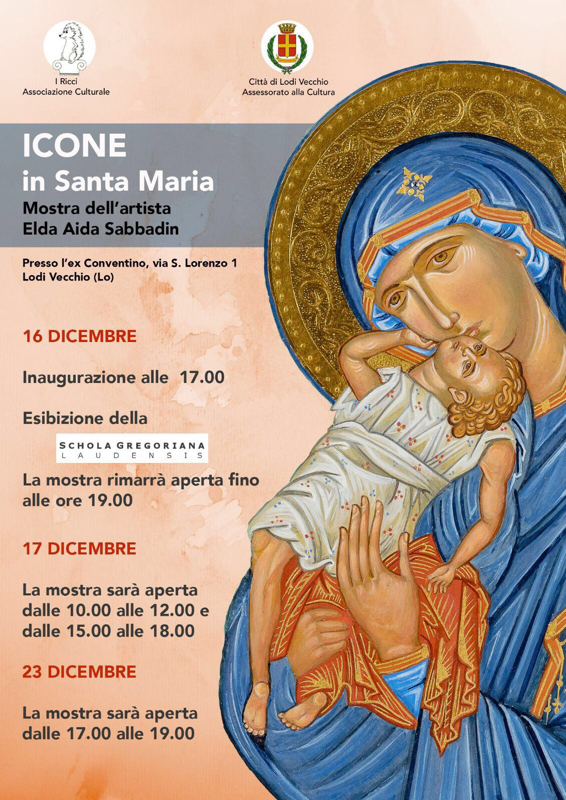 I Ricci
Associazione Culturale
Città di Lodi Vecchio
Assessorato alla Cultura
ICONE
in Santa Maria
Mostra dell'artista
Elda Aida Sabbadin
Presso l'ex Conventino, via S. Lorenzo 1
Lodi Vecchio (Lo)
16 DICEMBRE
Inaugurazione alle 17.00
Esibizione della
SCHOLA GREGORIANA
LAUDENSIS
La mostra rimarrà aperta fino
alle ore 19.00
17 DICEMBRE
La mostra sarà aperta
dalle 10.00 alle 12.00 e
dalle 15.00 alle 18.00
23 DICEMBRE
La mostra sarà aperta
dalle 17.00 alle 19.00